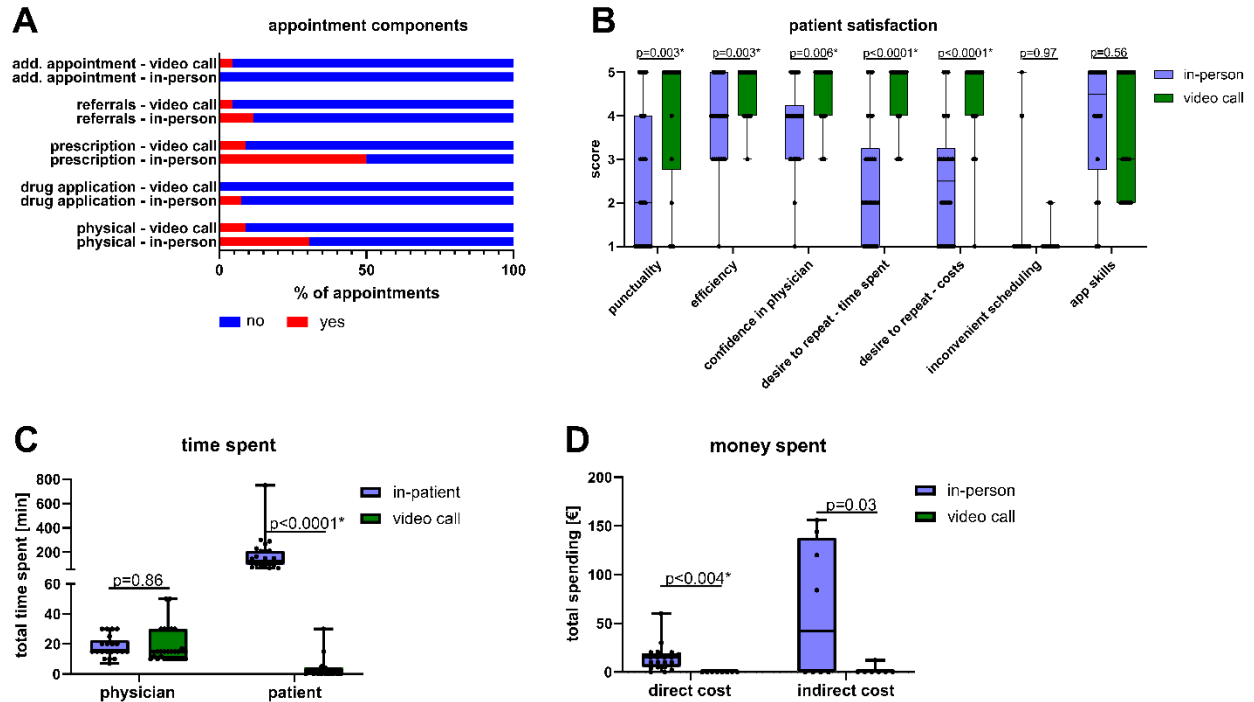 A
appointment components
add. appointment - video call
add. appointment - in-person
referrals - video call
referrals - in-person
prescription - video call
prescription - in-person
drug application - video call
drug application - in-person
physical - video call
physical - in-person
0
50
100
% of appointments
no
yes
B
patient satisfaction
p=0.003*
p=0.003*
p=0.006*
p<0.0001*
p<0.0001*
p=0.97
p=0.56
5
4
3
2
1
score
in-person
video call
punctuality
efficiency
confidence in physician
desire to repeat - time spent
desire to repeat - costs
inconvenient scheduling
app skills
C
time spent
800
600
400
200
60
40
20
0
total time spent [min]
p=0.86
p<0.0001*
in-patient
video call
physician
patient
D
money spent
200
150
100
50
0
total spending [€]
p<0.004*
p=0.03
in-person
video call
direct cost
indirect cost